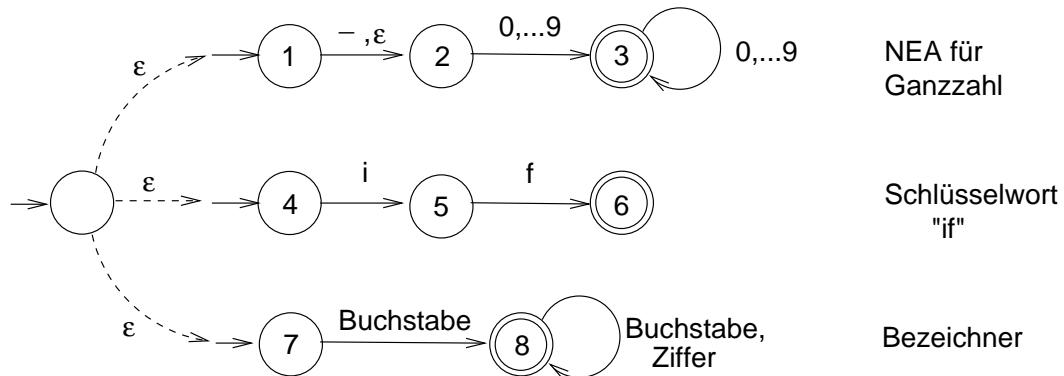 ε 1 – ,ε 2 0,...9 3 0,...9 NEA für
Ganzzahl
ε 4 i 5 f 6 Schlüsselwort
"if"
ε 7 Buchstabe 8 Buchstabe, Bezeichner
Ziffer